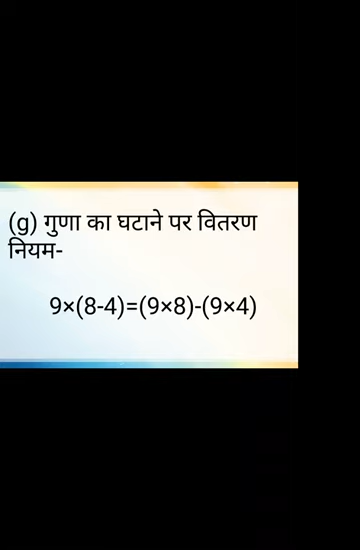 (g) गुणा का घटाने पर वितरण
नियम-
9×(8-4)=(9×8)-(9×4)